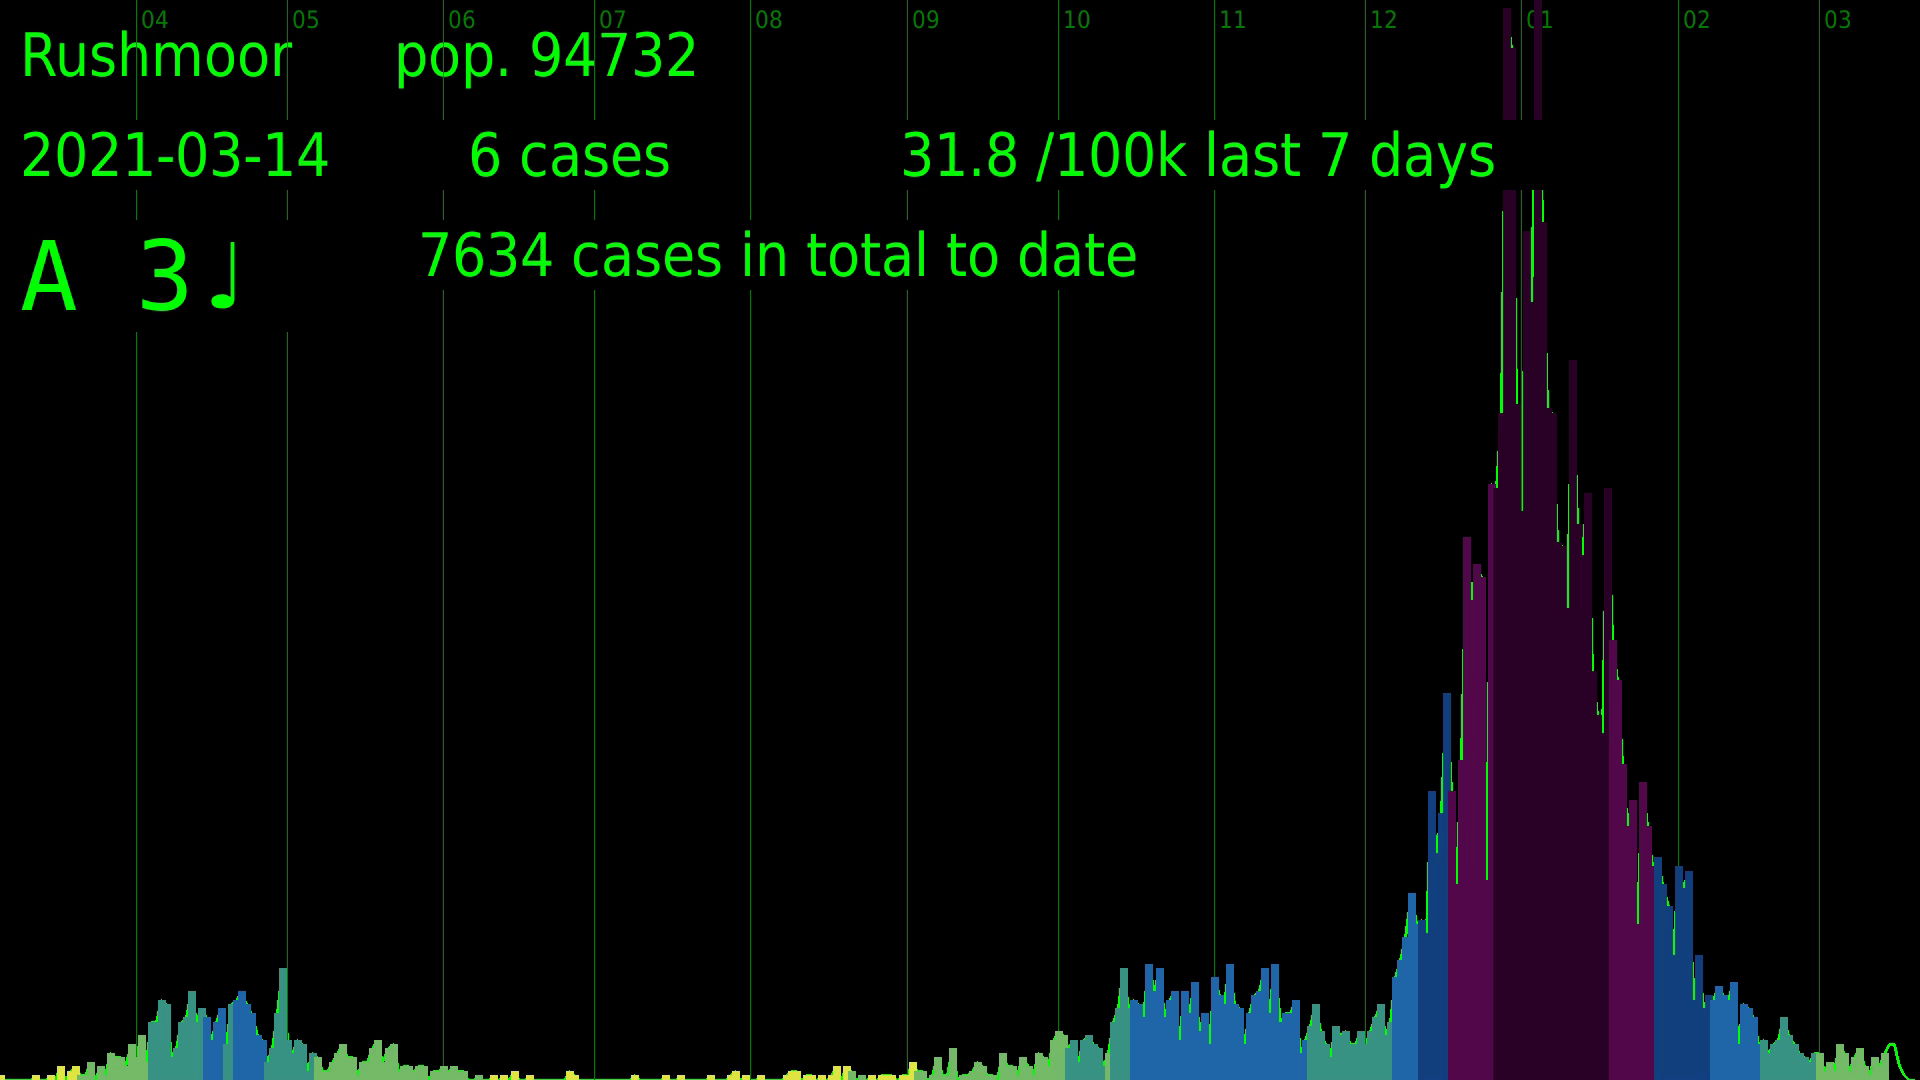 04 05 06 07 08 09 10 11 12 01 02 03
Rushmoor pop. 94732
2021-03-14 6 cases 31.8 /100k last 7 days
A 3♩ 7634 cases in total to date